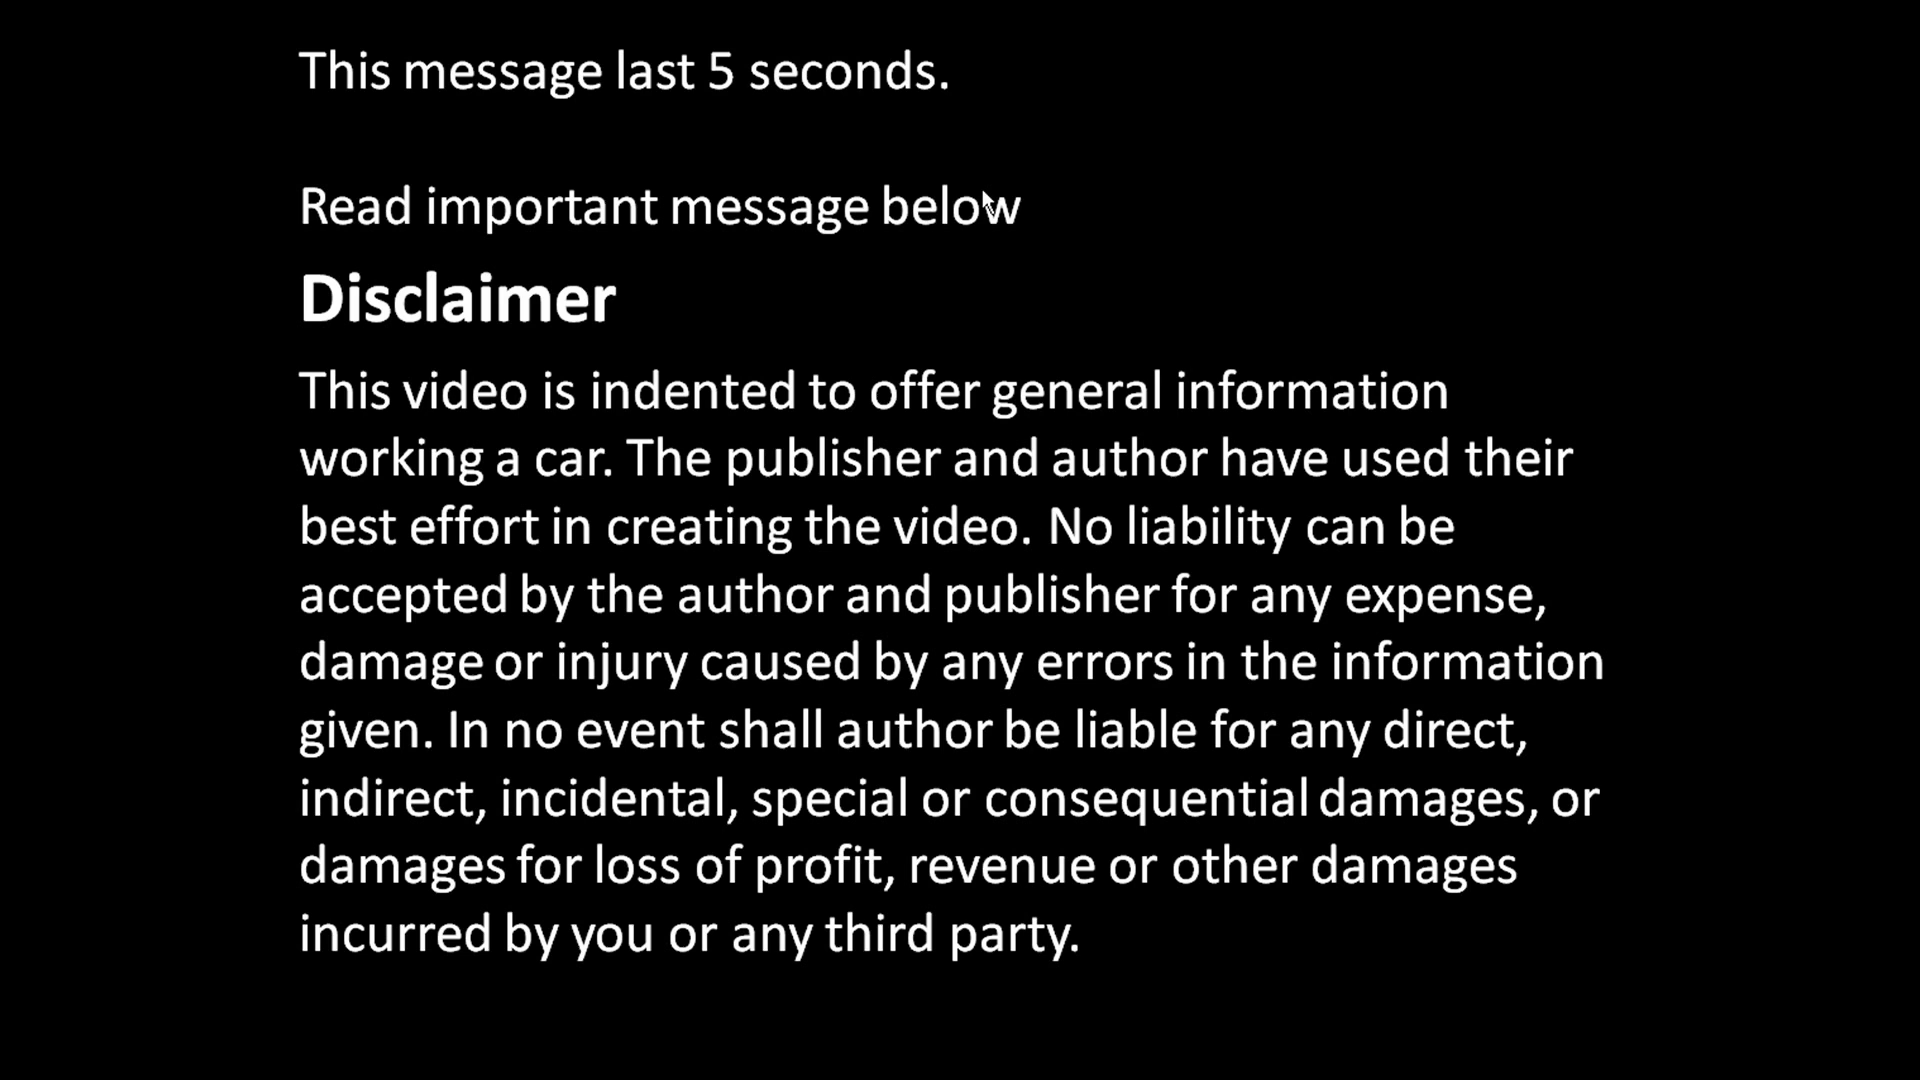 This message last 5 seconds.
Read important message below
Disclaimer
This video is indented to offer general information
working a car. The publisher and author have used their
best effort in creating the video. No liability can be
accepted by the author and publisher for any expense,
damage or injury caused by any errors in the information
given. In no event shall author be liable for any direct,
indirect, incidental, special or consequential damages, or
damages for loss of profit, revenue or other damages
incurred by you or any third party.